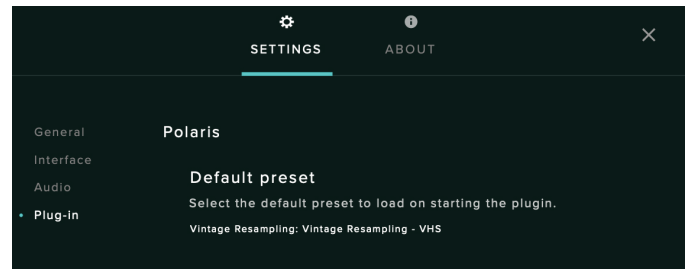 SETTINGS
ABOUT
General
Interface
Audio
Plug-in
Polaris
Default preset
Select the default preset to load on starting the plugin.
Vintage Resampling: Vintage Resampling - VHS